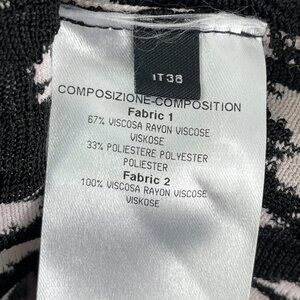 IT38
COMPOSIZIONE-COMPOSITION
Fabric 1
67% VISCOSA RAYON VISCOSE
VISKOSE
33% POLIESTERE POLYESTER
POLIESTER
Fabric 2
100% VISCOSA RAYON VISCOSE
VISKOSE